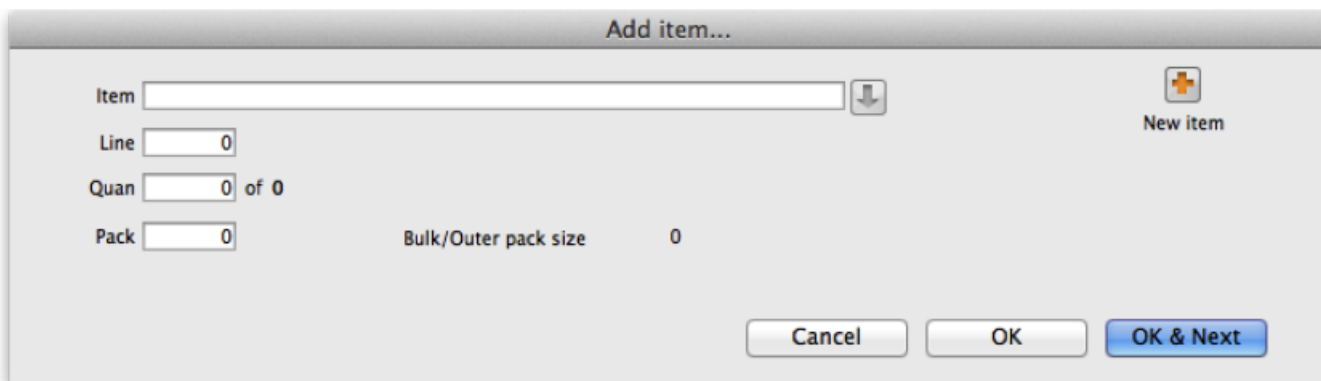 Add item...
Item
New item
Line 0
Quan 0 of 0
Pack 0 Bulk/Outer pack size 0
Cancel OK OK & Next